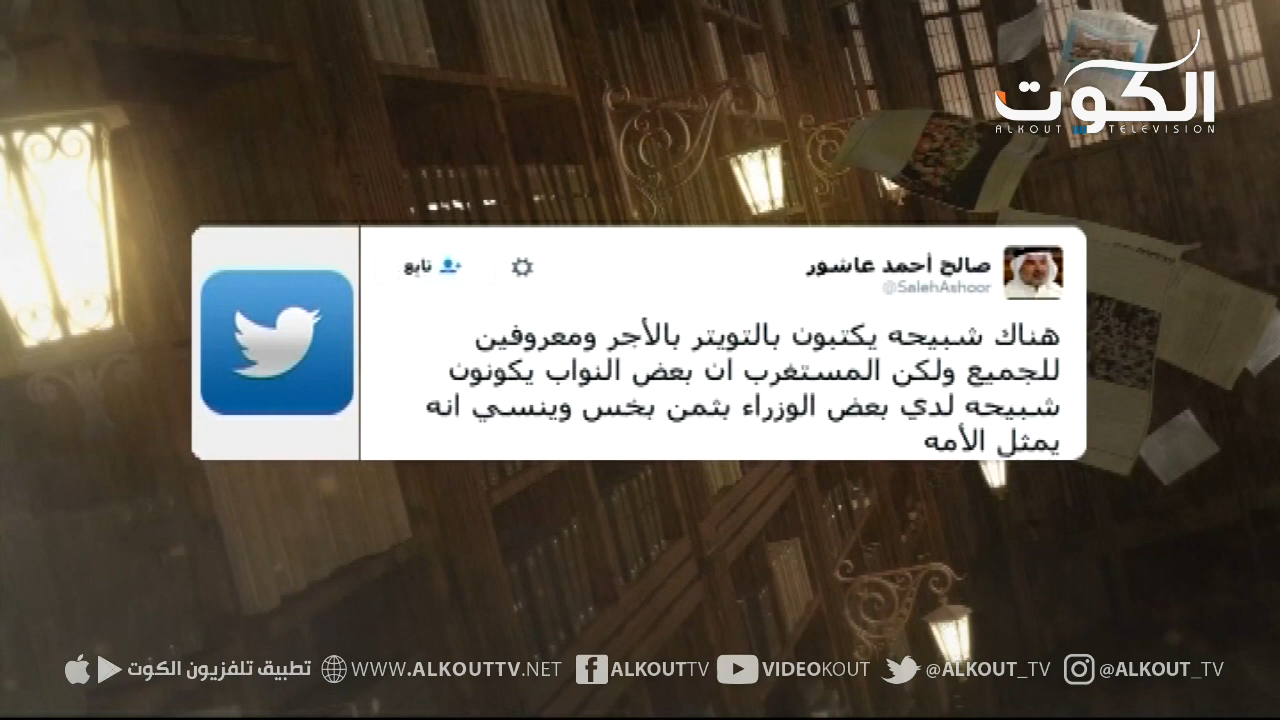 الكوت
ALKOUT TELEVISION
صالح أحمد عاشور
@SalehAshoor
تابع
هناك شبيحه يكتبون بالتويتر بالأجر ومعروفين
للجميع ولكن المستغرب ان بعض النواب يكونون
شبيحه لدي بعض الوزراء بثمن بخس وينسي انه
يمثل الأمه
تطبيق تلفزيون الكوت
WWW.ALKOUTTV.NET
ALKOUTTV
VIDEOKOUT
@ALKOUT_TV
@ALKOUT_TV